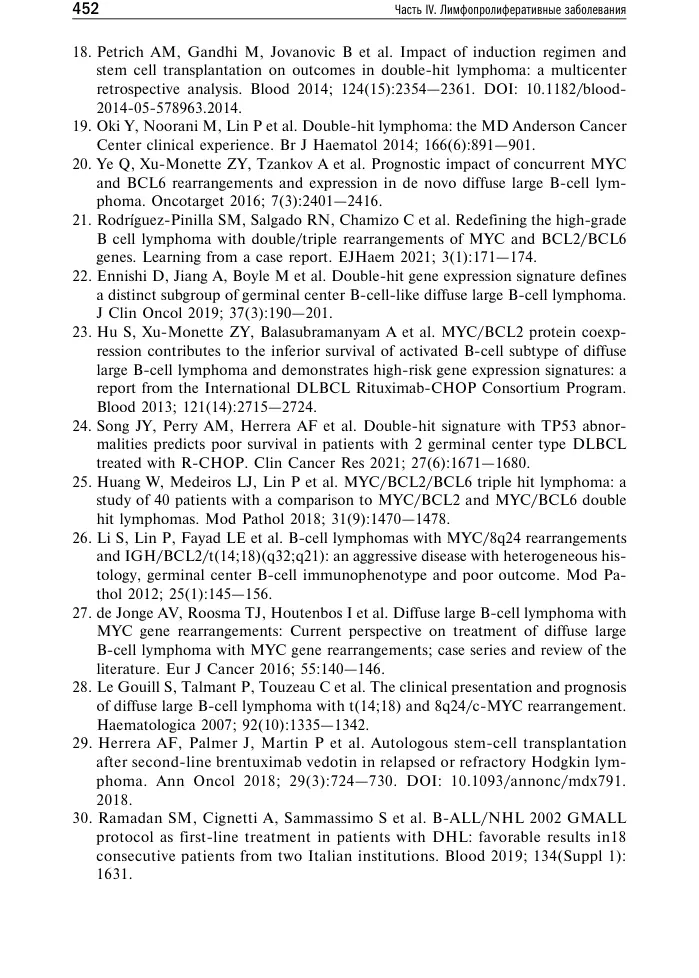 452
Часть IV. Лимфопролиферативные заболевания
18. Petrich AM, Gandhi M, Jovanovic B et al. Impact of induction regimen and
stem cell transplantation on outcomes in double-hit lymphoma: a multicenter
retrospective analysis. Blood 2014; 124(15):2354—2361. DOI: 10.1182/blood-
2014-05-578963.2014.
19. Oki Y, Noorani M, Lin P et al. Double-hit lymphoma: the MD Anderson Cancer
Center clinical experience. Br J Haematol 2014; 166(6):891—901.
20. Ye Q, Xu-Monette ZY, Tzankov A et al. Prognostic impact of concurrent MYC
and BCL6 rearrangements and expression in de novo diffuse large B-cell lym-
phoma. Oncotarget 2016; 7(3):2401—2416.
21. Rodríguez-Pinilla SM, Salgado RN, Chamizo C et al. Redefining the high-grade
B cell lymphoma with double/triple rearrangements of MYC and BCL2/BCL6
genes. Learning from a case report. EJHaem 2021; 3(1):171—174.
22. Ennishi D, Jiang A, Boyle M et al. Double-hit gene expression signature defines
a distinct subgroup of germinal center B-cell-like diffuse large B-cell lymphoma.
J Clin Oncol 2019; 37(3):190—201.
23. Hu S, Xu-Monette ZY, Balasubramanyam A et al. MYC/BCL2 protein coexp-
ression contributes to the inferior survival of activated B-cell subtype of diffuse
large B-cell lymphoma and demonstrates high-risk gene expression signatures: a
report from the International DLBCL Rituximab-CHOP Consortium Program.
Blood 2013; 121(14):2715—2724.
24. Song JY, Perry AM, Herrera AF et al. Double-hit signature with TP53 abnor-
malities predicts poor survival in patients with 2 germinal center type DLBCL
treated with R-CHOP. Clin Cancer Res 2021; 27(6):1671—1680.
25. Huang W, Medeiros LJ, Lin P et al. MYC/BCL2/BCL6 triple hit lymphoma: a
study of 40 patients with a comparison to MYC/BCL2 and MYC/BCL6 double
hit lymphomas. Mod Pathol 2018; 31(9):1470—1478.
26. Li S, Lin P, Fayad LE et al. B-cell lymphomas with MYC/8q24 rearrangements
and IGH/BCL2/t(14;18)(q32;q21): an aggressive disease with heterogeneous his-
tology, germinal center B-cell immunophenotype and poor outcome. Mod Pa-
thol 2012; 25(1):145—156.
27. de Jonge AV, Roosma TJ, Houtenbos I et al. Diffuse large B-cell lymphoma with
MYC gene rearrangements: Current perspective on treatment of diffuse large
B-cell lymphoma with MYC gene rearrangements; case series and review of the
literature. Eur J Cancer 2016; 55:140—146.
28. Le Gouill S, Talmant P, Touzeau C et al. The clinical presentation and prognosis
of diffuse large B-cell lymphoma with t(14;18) and 8q24/c-MYC rearrangement.
Haematologica 2007; 92(10):1335—1342.
29. Herrera AF, Palmer J, Martin P et al. Autologous stem-cell transplantation
after second-line brentuximab vedotin in relapsed or refractory Hodgkin lym-
phoma. Ann Oncol 2018; 29(3):724—730. DOI: 10.1093/annonc/mdx791.
2018.
30. Ramadan SM, Cignetti A, Sammassimo S et al. B-ALL/NHL 2002 GMALL
protocol as first-line treatment in patients with DHL: favorable results in18
consecutive patients from two Italian institutions. Blood 2019; 134(Suppl 1):
1631.